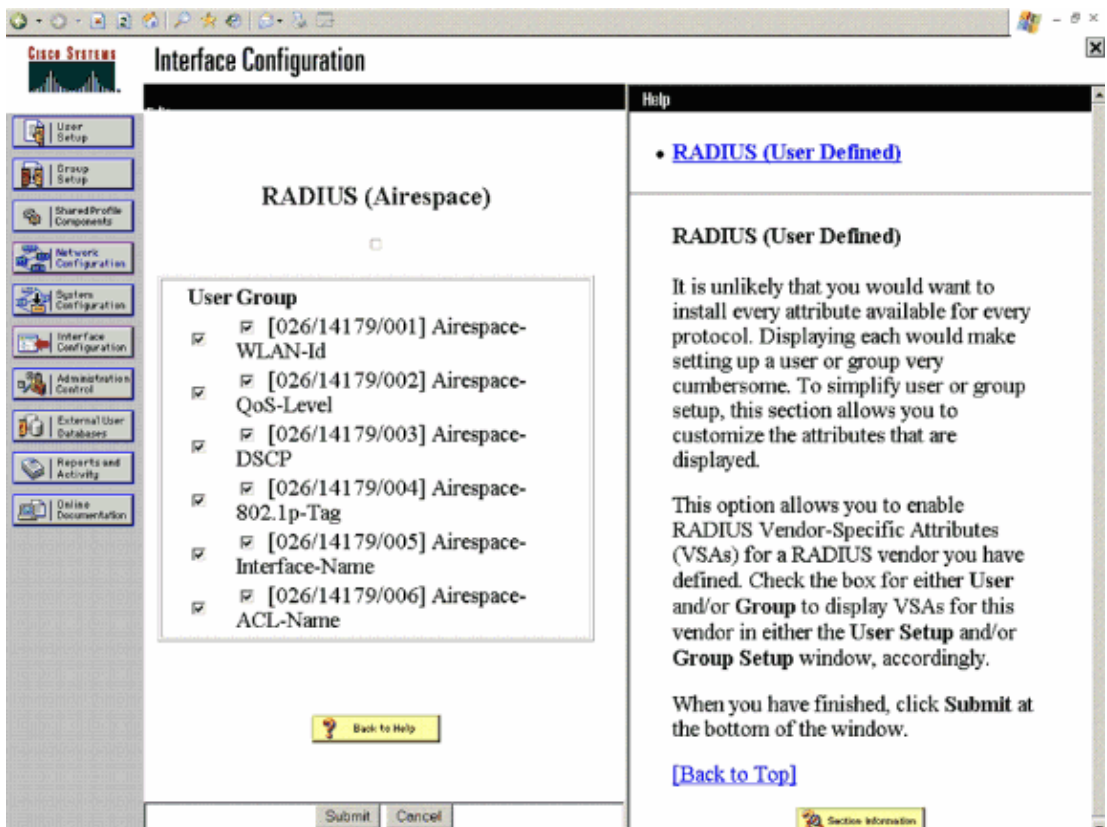 CISCO SYSTEMS
Interface Configuration
Help
User
Setup
Group
Setup
Shared Profile
Components
Network
Configuration
System
Configuration
Interface
Configuration
Administration
Control
External User
Databases
Reports and
Activity
Online
Documentation
RADIUS (Airespace)
User Group
[026/14179/001] Airespace-
WLAN-Id
[026/14179/002] Airespace-
QoS-Level
[026/14179/003] Airespace-
DSCP
[026/14179/004] Airespace-
802.1p-Tag
[026/14179/005] Airespace-
Interface-Name
[026/14179/006] Airespace-
ACL-Name
Back to Help
Submit
Cancel
• RADIUS (User Defined)
RADIUS (User Defined)
It is unlikely that you would want to
install every attribute available for every
protocol. Displaying each would make
setting up a user or group very
cumbersome. To simplify user or group
setup, this section allows you to
customize the attributes that are
displayed.
This option allows you to enable
RADIUS Vendor-Specific Attributes
(VSAs) for a RADIUS vendor you have
defined. Check the box for either User
and/or Group to display VSAs for this
vendor in either the User Setup and/or
Group Setup window, accordingly.
When you have finished, click Submit at
the bottom of the window.
[Back to Top]
Section Information